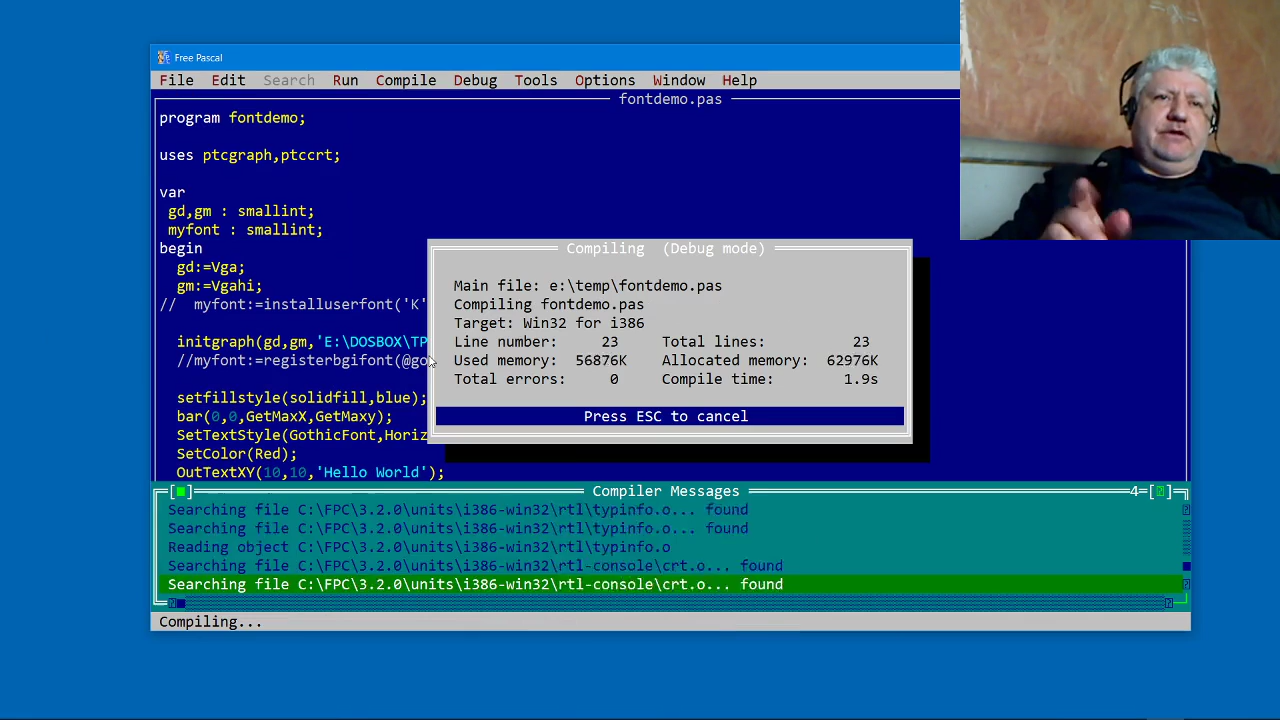 Free Pascal
File Edit Search Run Compile Debug Tools Options Window Help
fontdemo.pas
program fontdemo;
uses ptcgraph,ptccrt;
var
gd,gm : smallint;
myfont : smallint;
begin
gd:=Vga;
gm:=Vgahi;
// myfont:=installuserfont('K'
initgraph(gd,gm,'E:\DOSBOX\TP
//myfont:=registerbgifont(@go
setfillstyle(solidfill,blue);
bar(0,0,GetMaxX,GetMaxy);
SetTextStyle(GothicFont,Horiz
SetColor(Red);
OutTextXY(10,10,'Hello World');
Compiling (Debug mode)
Main file: e:\temp\fontdemo.pas
Compiling fontdemo.pas
Target: Win32 for i386
Line number: 23 Total lines: 23
Used memory: 56876K Allocated memory: 62976K
Total errors: 0 Compile time: 1.9s
Press ESC to cancel
Compiler Messages
4
Searching file C:\FPC\3.2.0\units\i386-win32\rtl\typinfo.o... found
Searching file C:\FPC\3.2.0\units\i386-win32\rtl\typinfo.o... found
Reading object C:\FPC\3.2.0\units\i386-win32\rtl\typinfo.o
Searching file C:\FPC\3.2.0\units\i386-win32\rtl-console\crt.o... found
Searching file C:\FPC\3.2.0\units\i386-win32\rtl-console\crt.o... found
Compiling...